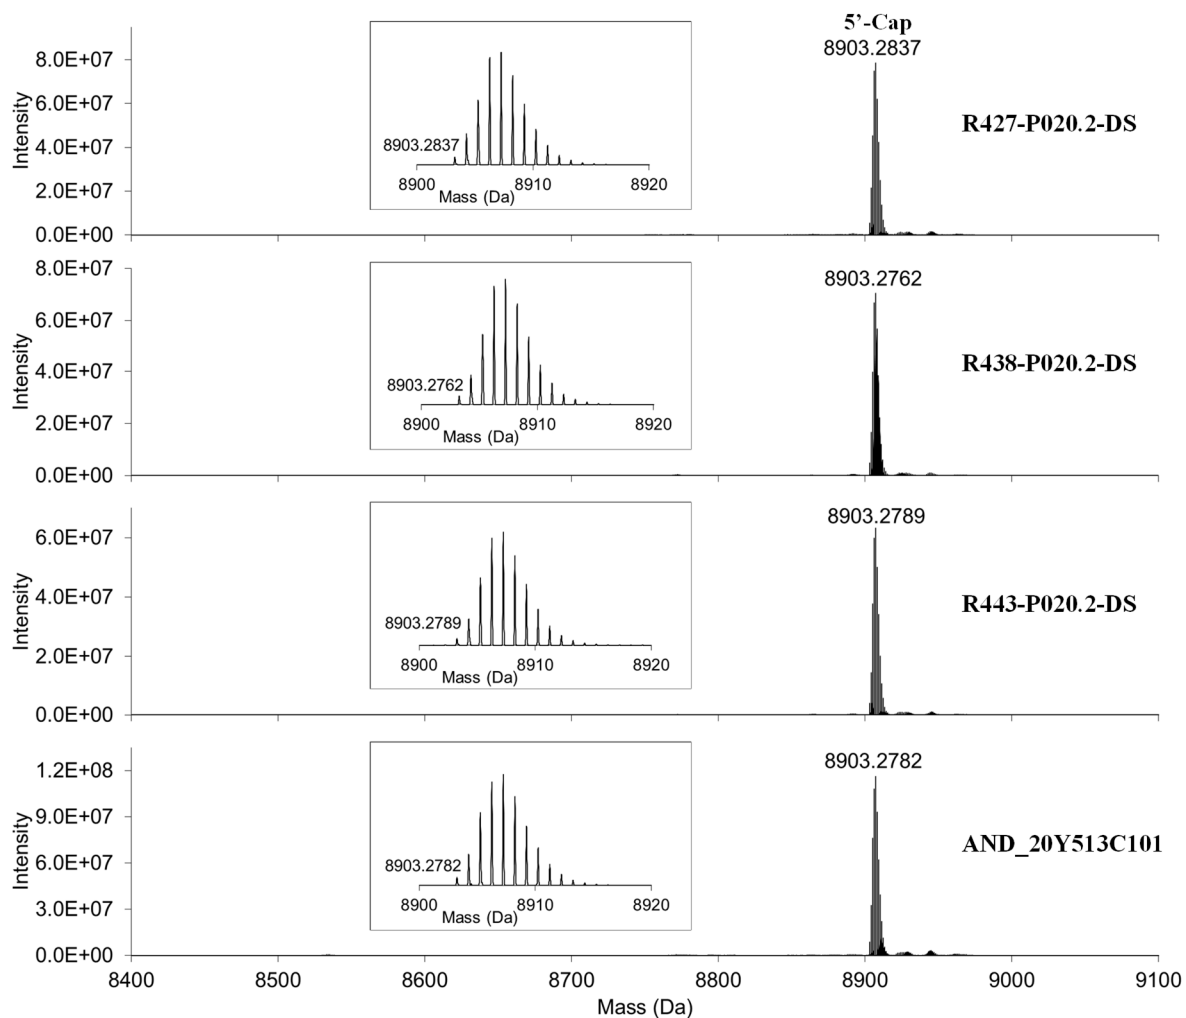 5’-Cap
8903.2837
8.0E+07
6.0E+07
4.0E+07
2.0E+07
0.0E+00
Intensity
8903.2837
8900
8910
8920
Mass (Da)
R427-P020.2-DS
8903.2762
8.0E+07
6.0E+07
4.0E+07
2.0E+07
0.0E+00
Intensity
8903.2762
8900
8910
8920
Mass (Da)
R438-P020.2-DS
8903.2789
6.0E+07
4.0E+07
2.0E+07
0.0E+00
Intensity
8903.2789
8900
8910
8920
Mass (Da)
R443-P020.2-DS
8903.2782
1.2E+08
9.0E+07
6.0E+07
3.0E+07
0.0E+00
Intensity
8903.2782
8900
8910
8920
Mass (Da)
AND_20Y513C101
8400 8500 8600 8700 8800 8900 9000 9100
Mass (Da)